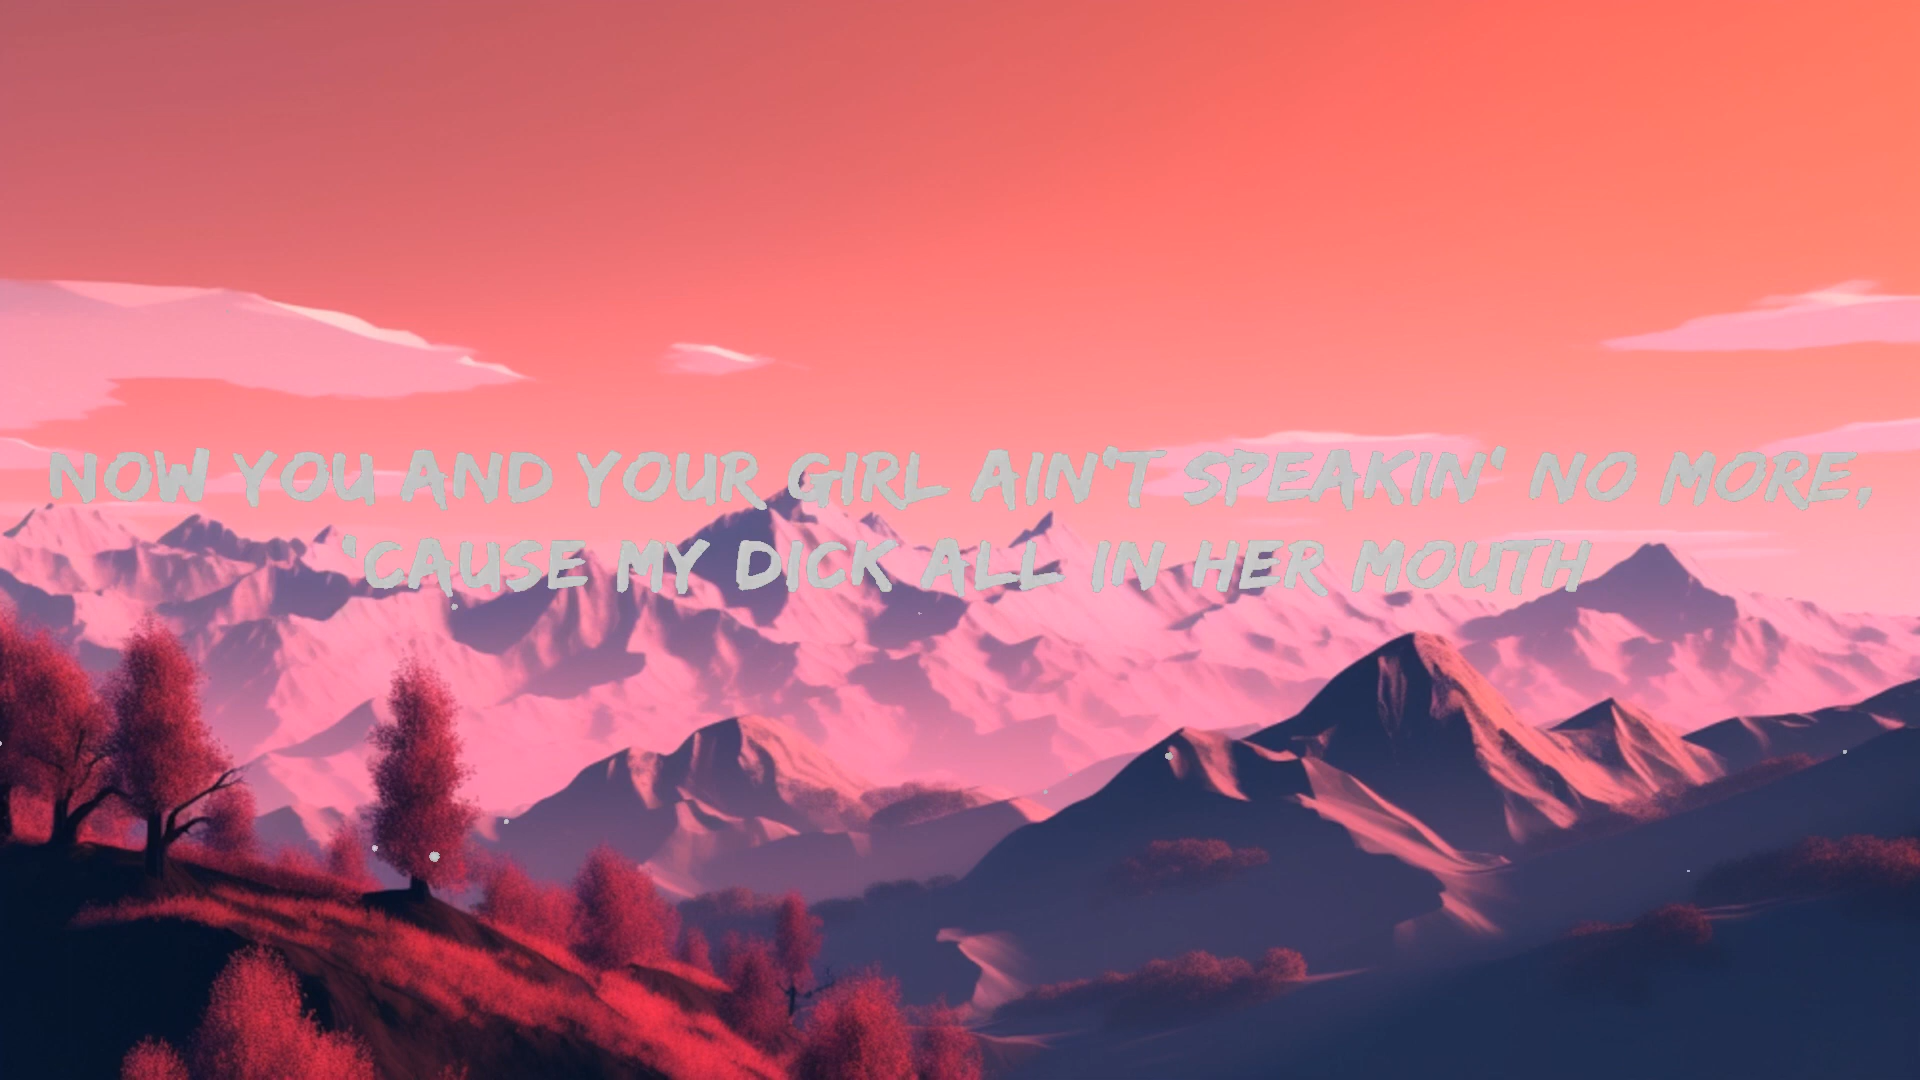 NOW YOU AND YOUR GIRL AIN'T SPEAKIN' NO MORE,
'CAUSE MY DICK ALL IN HER MOUTH